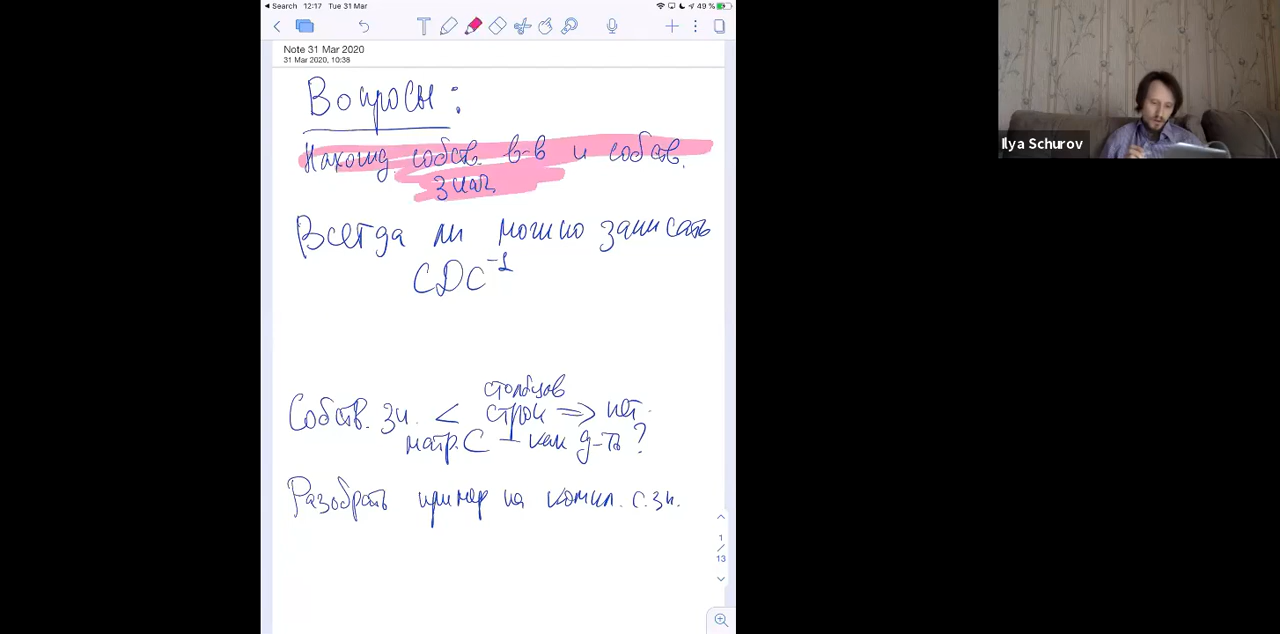 Search 12:17 Tue 31 Mar
49 %
Note 31 Mar 2020
31 Mar 2020, 10:38
Вопросы:
Нахожд собств. в-в и собств.
знач
Всегда ли можно записать
CDC⁻¹
столбцов
Собств. зн. < строк => нет.
матр. C ⊥ как д-ть?
Разобрать пример на компл. с.зн.
1
/
13
Ilya Schurov